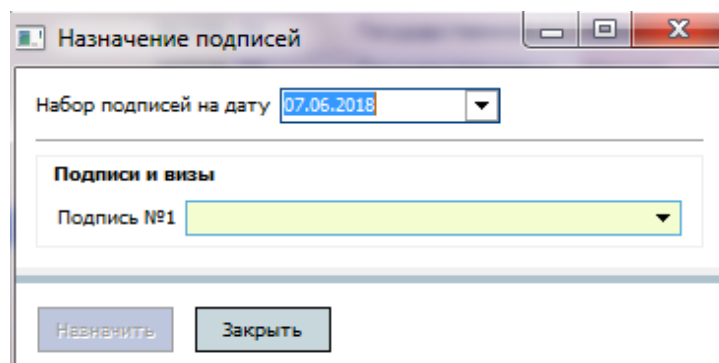 Назначение подписей
Набор подписей на дату 07.06.2018
Подписи и визы
Подпись №1
Назначить Закрыть